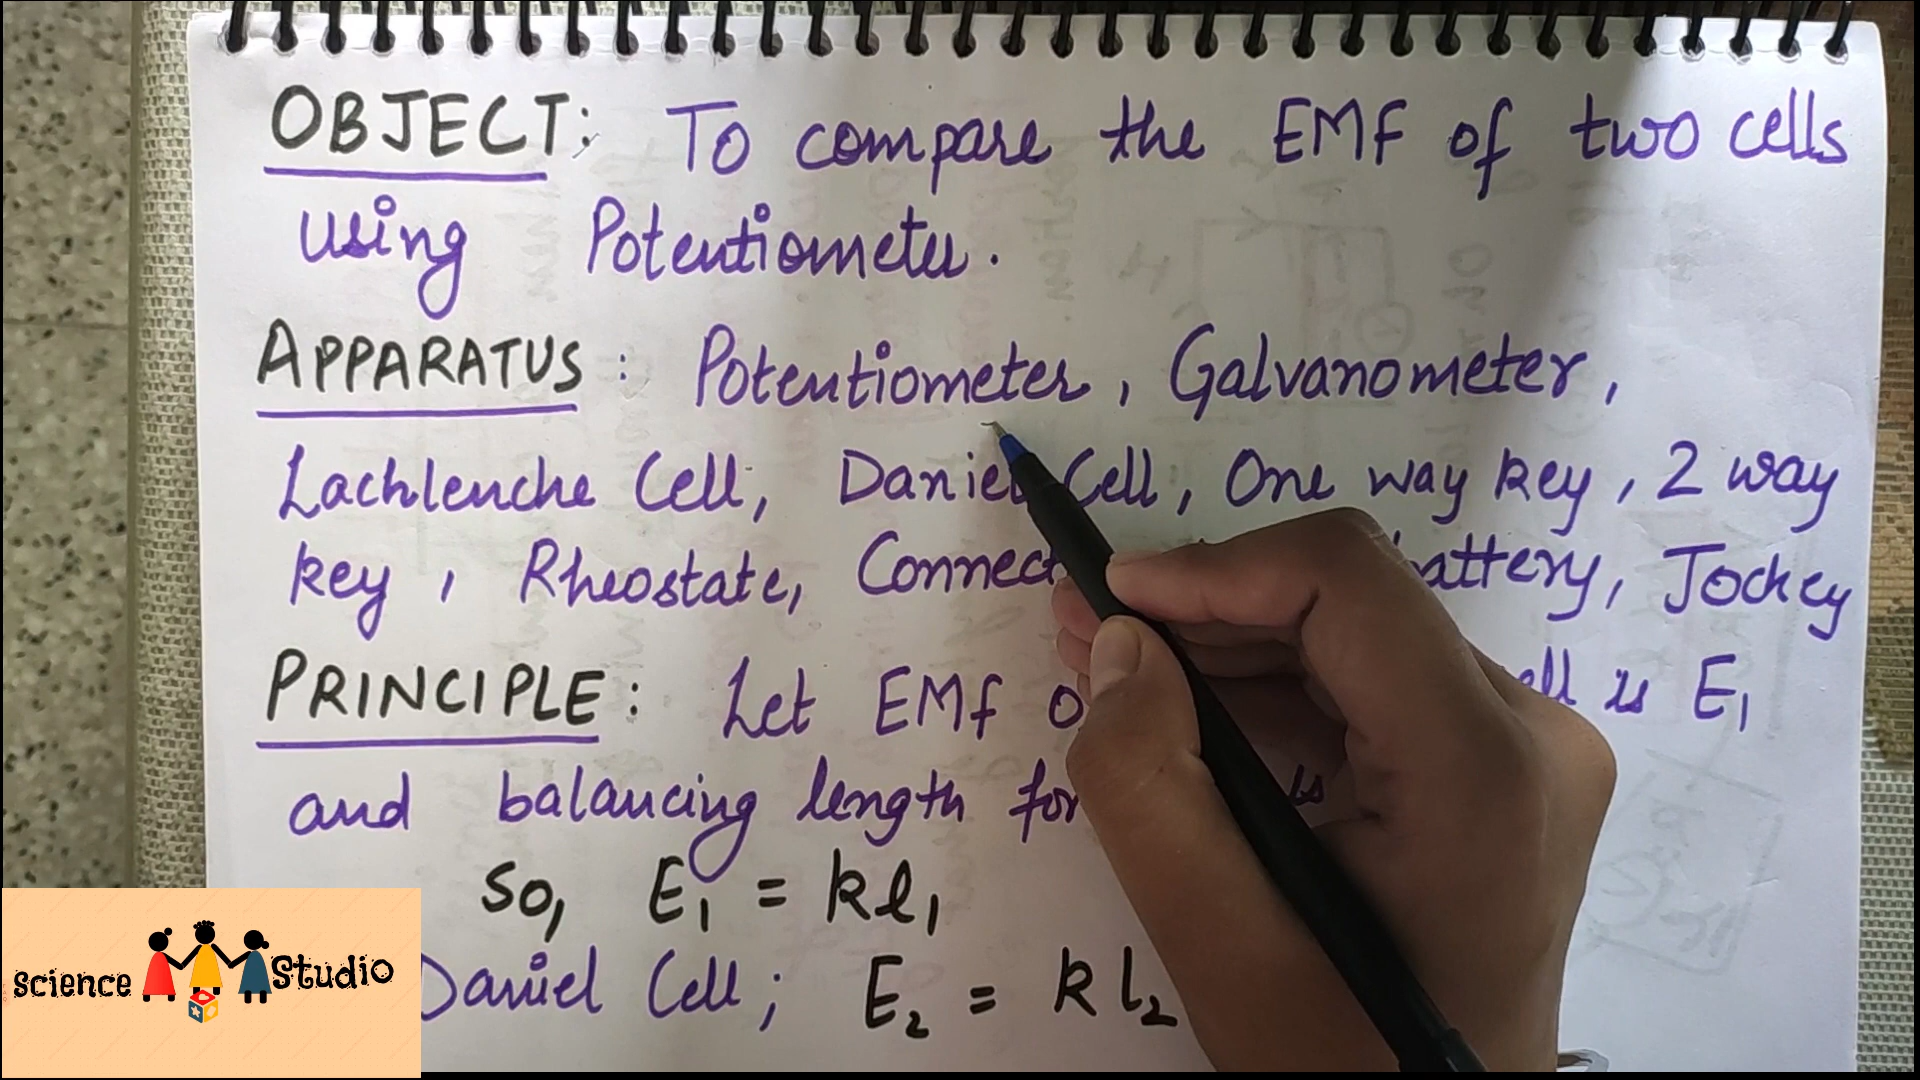 OBJECT: To compare the EMF of two cells
using Potentiometer.
APPARATUS: Potentiometer, Galvanometer,
Lachlenche Cell, Daniel Cell, One way key, 2 way
key, Rheostate, Connect battery, Jockey
PRINCIPLE: Let EMF is E₁
and balancing length for is
So, E₁ = kl₁
Daniel Cell; E₂ = kl₂
Science Studio